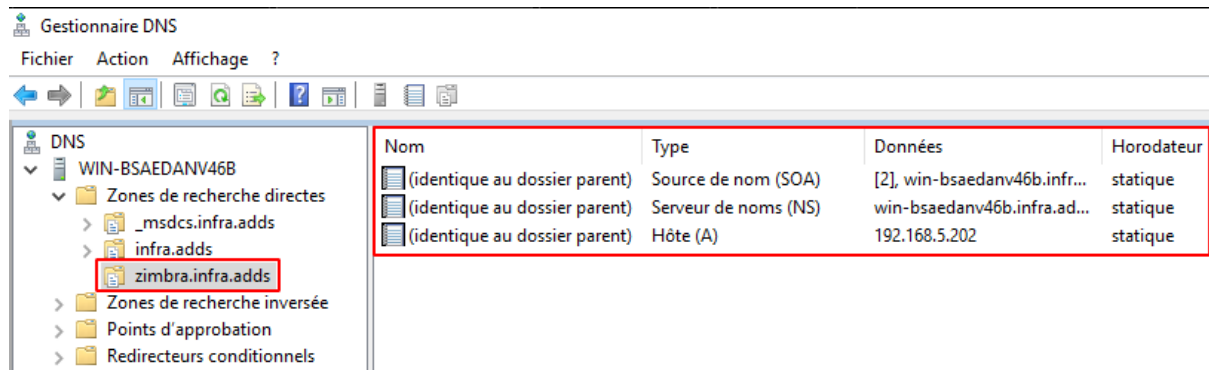 Gestionnaire DNS
Fichier Action Affichage ?
DNS
WIN-BSAEDANV46B
Zones de recherche directes
_msdcs.infra.adds
infra.adds
zimbra.infra.adds
Zones de recherche inversée
Points d'approbation
Redirecteurs conditionnels
Nom Type Données Horodateur
(identique au dossier parent) Source de nom (SOA) [2], win-bsaedanv46b.infr... statique
(identique au dossier parent) Serveur de noms (NS) win-bsaedanv46b.infra.ad... statique
(identique au dossier parent) Hôte (A) 192.168.5.202 statique